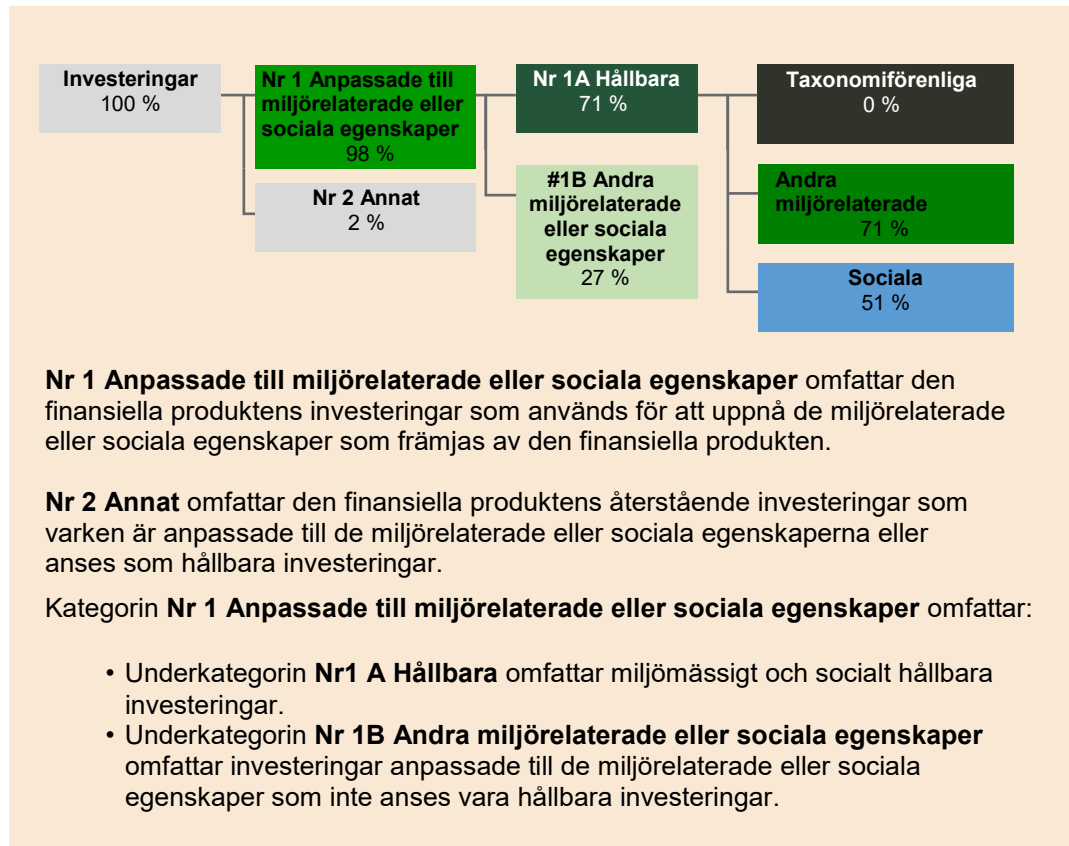 Investeringar
100 %
Nr 1 Anpassade till
miljörelaterade eller
sociala egenskaper
98 %
Nr 2 Annat
2 %
Nr 1A Hållbara
71 %
#1B Andra
miljörelaterade
eller sociala
egenskaper
27 %
Taxonomiförenliga
0 %
Andra
miljörelaterade
71 %
Sociala
51 %
Nr 1 Anpassade till miljörelaterade eller sociala egenskaper omfattar den
finansiella produktens investeringar som används för att uppnå de miljörelaterade
eller sociala egenskaper som främjas av den finansiella produkten.
Nr 2 Annat omfattar den finansiella produktens återstående investeringar som
varken är anpassade till de miljörelaterade eller sociala egenskaperna eller
anses som hållbara investeringar.
Kategorin Nr 1 Anpassade till miljörelaterade eller sociala egenskaper omfattar:
• Underkategorin Nr1 A Hållbara omfattar miljömässigt och socialt hållbara
investeringar.
• Underkategorin Nr 1B Andra miljörelaterade eller sociala egenskaper
omfattar investeringar anpassade till de miljörelaterade eller sociala
egenskaper som inte anses vara hållbara investeringar.